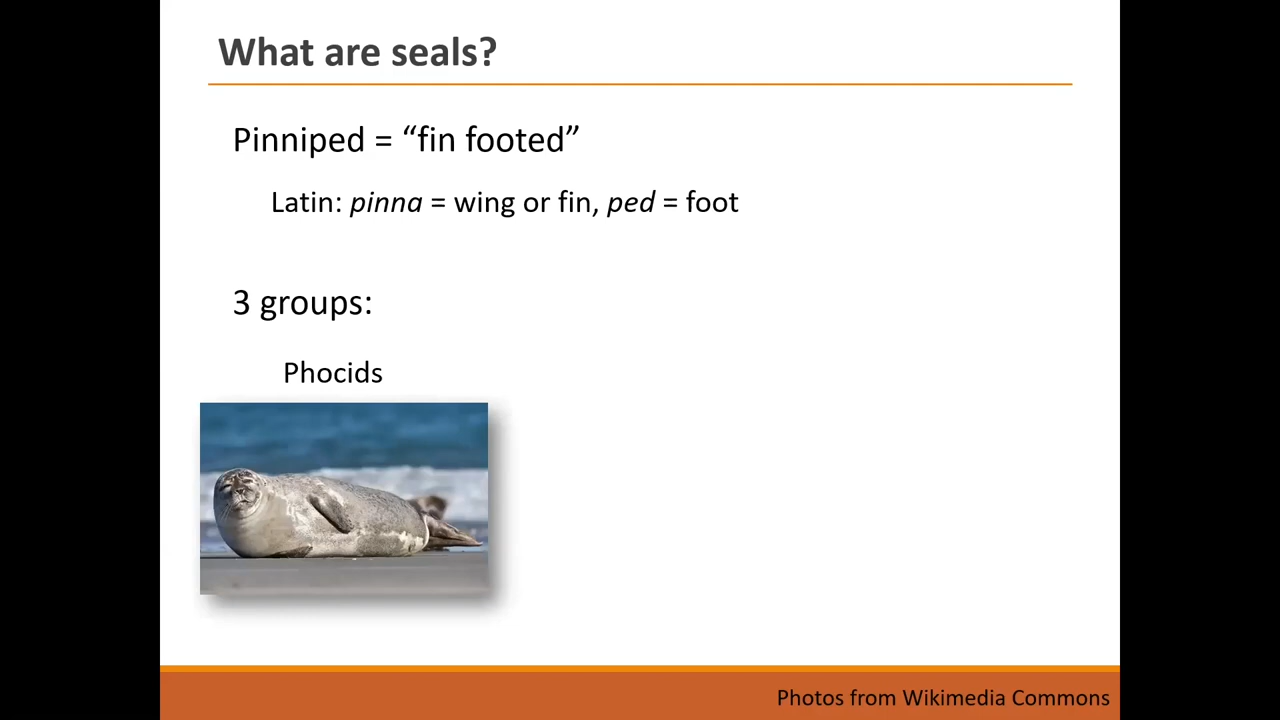 What are seals?
Pinniped = “fin footed”
Latin: pinna = wing or fin, ped = foot
3 groups:
Phocids
Photos from Wikimedia Commons